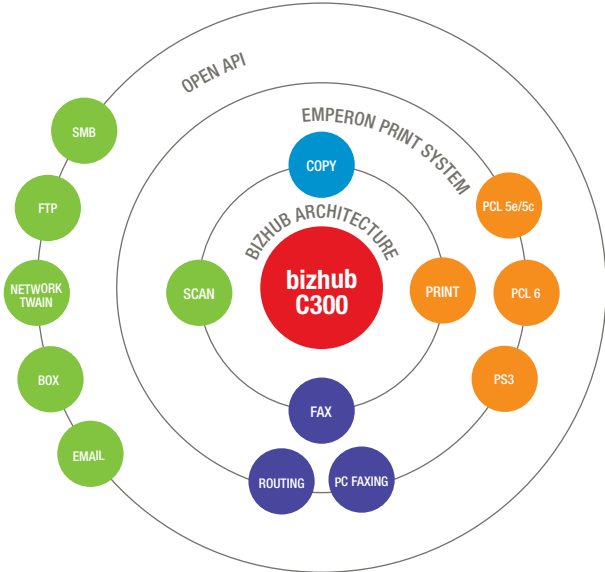 OPEN API
EMPERON PRINT SYSTEM
BIZHUB ARCHITECTURE
bizhub
C300
COPY
PRINT
FAX
SCAN
SMB
FTP
NETWORK
TWAIN
BOX
EMAIL
PCL 5e/5c
PCL 6
PS3
ROUTING
PC FAXING